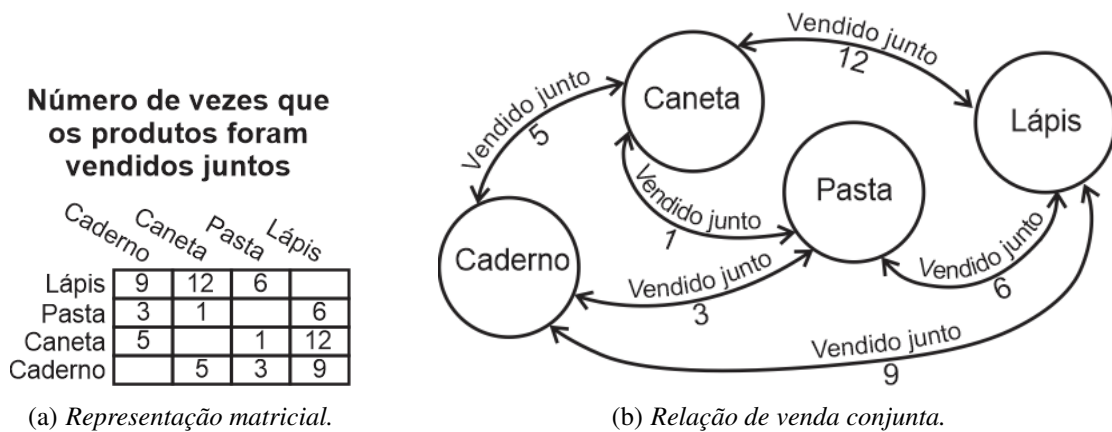 Número de vezes que
os produtos foram
vendidos juntos
Caderno Caneta Pasta Lápis
Lápis 9 12 6
Pasta 3 1 6
Caneta 5 1 12
Caderno 5 3 9
(a) Representação matricial.
Vendido junto
12
Caneta
Lápis
Vendido junto
5
Pasta
Vendido junto
1
Caderno
Vendido junto
3
Vendido junto
6
Vendido junto
9
(b) Relação de venda conjunta.